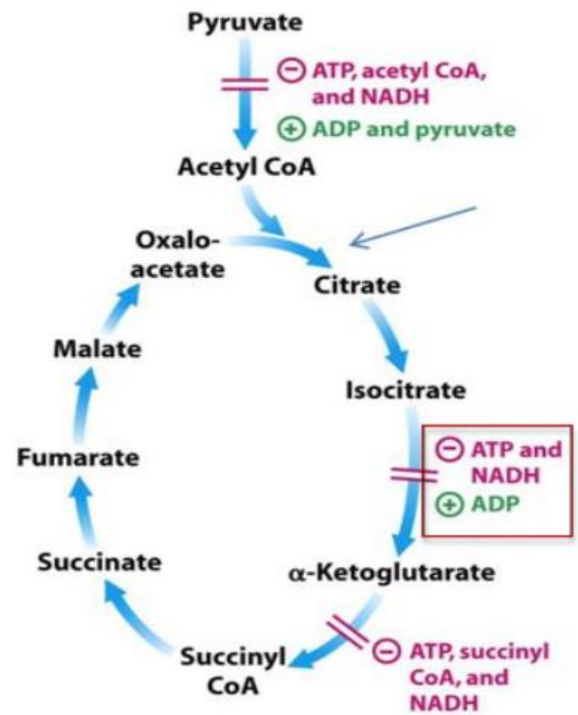 Pyruvate
⊖ ATP, acetyl CoA,
and NADH
⊕ ADP and pyruvate
Acetyl CoA
Oxalo-
acetate
Citrate
Malate
Isocitrate
⊖ ATP and
NADH
⊕ ADP
Fumarate
Succinate
α-Ketoglutarate
Succinyl
CoA
⊖ ATP, succinyl
CoA, and
NADH